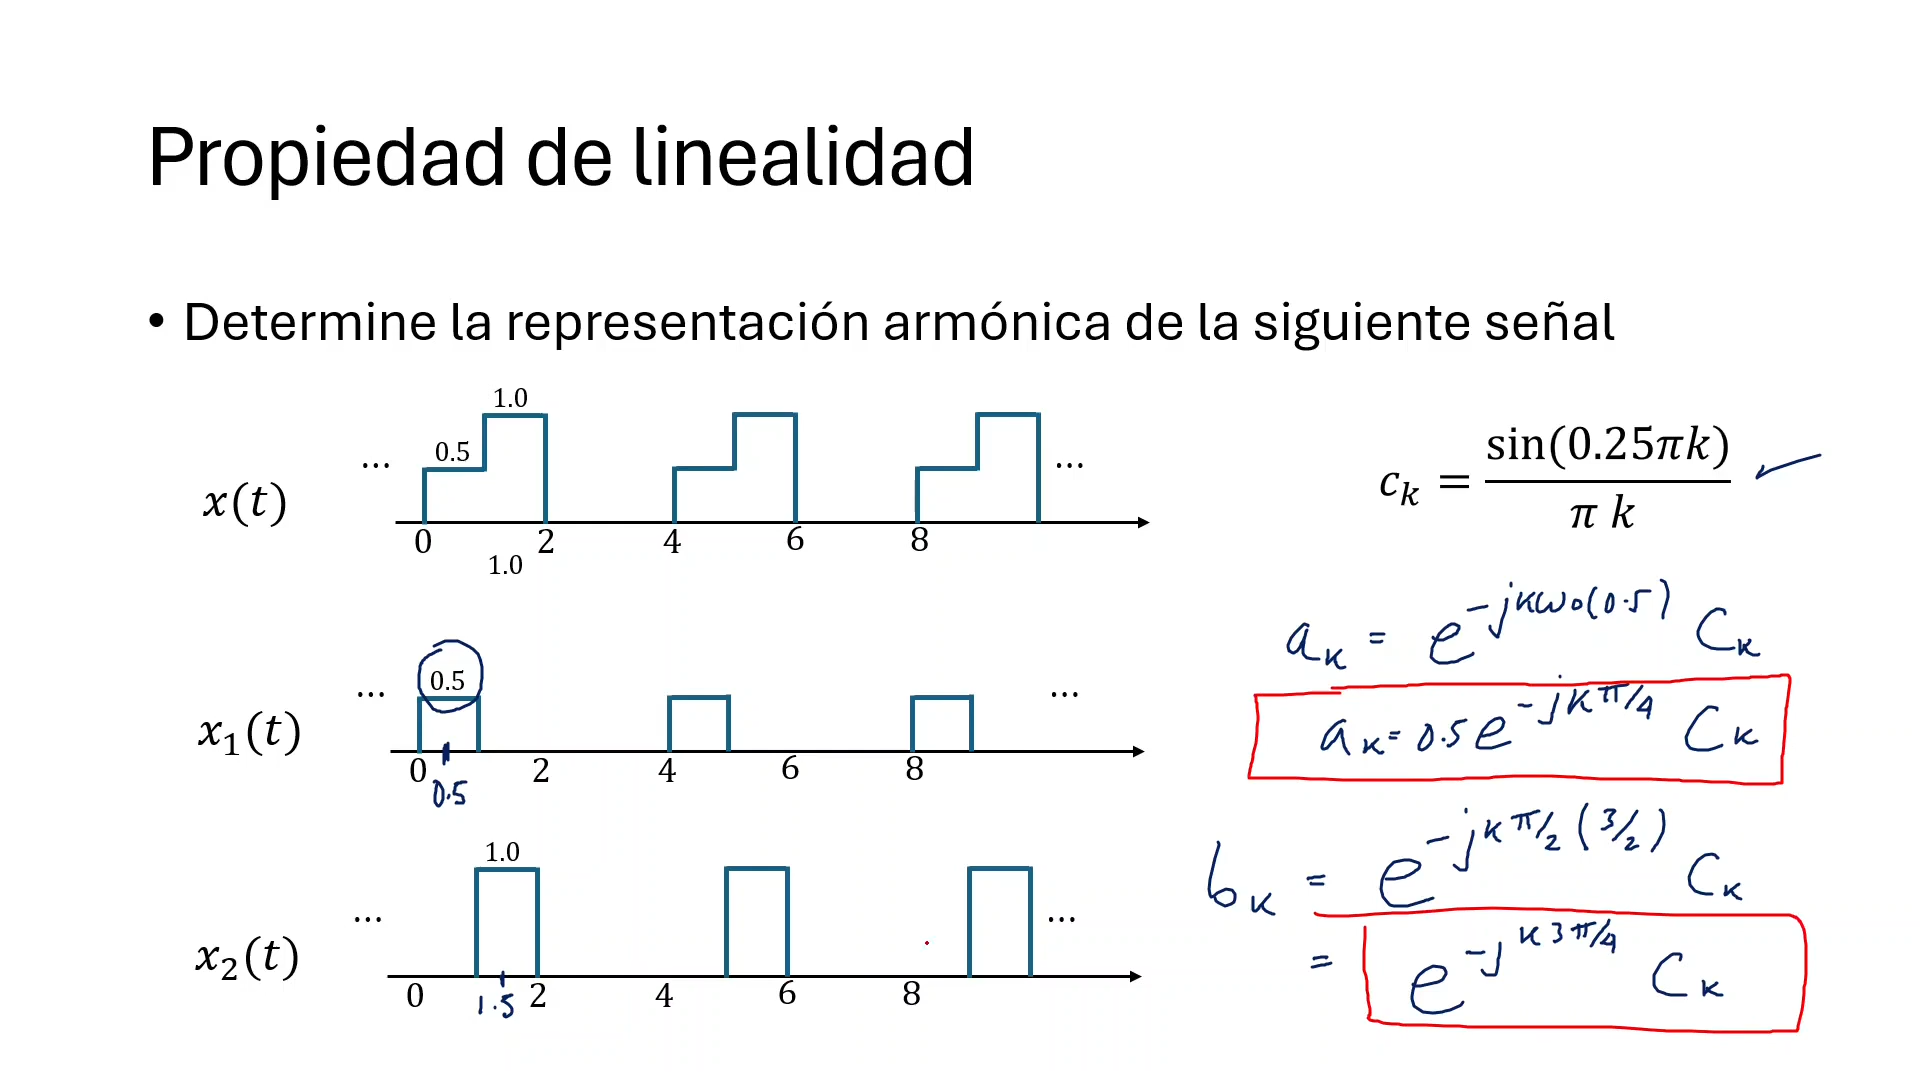 Propiedad de linealidad
• Determine la representación armónica de la siguiente señal
1.0
0.5
... ...
x(t)
0 2 4 6 8
1.0
c_k = sin(0.25πk) / π k ✓
a_k = e^{-jkω0(0.5)} C_k
0.5
... ...
x₁(t)
0 2 4 6 8
0.5
a_k = 0.5 e^{-jkπ/4} C_k
b_k = e^{-jkπ/2(3/2)} C_k
1.0
... ...
x₂(t)
0 2 4 6 8
1.5
= e^{-jk3π/4} C_k